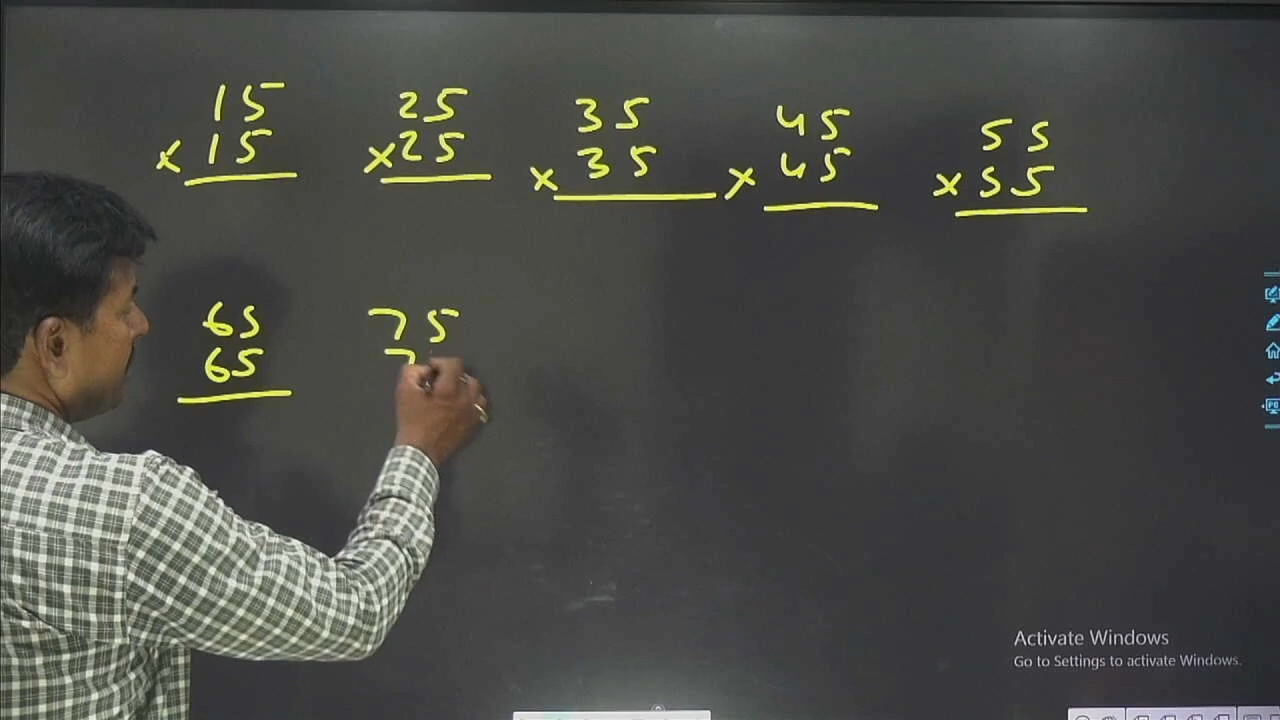 15 25 35 45 55
× 15 × 25 × 35 × 45 × 55
65 75
65 7
Activate Windows
Go to Settings to activate Windows.